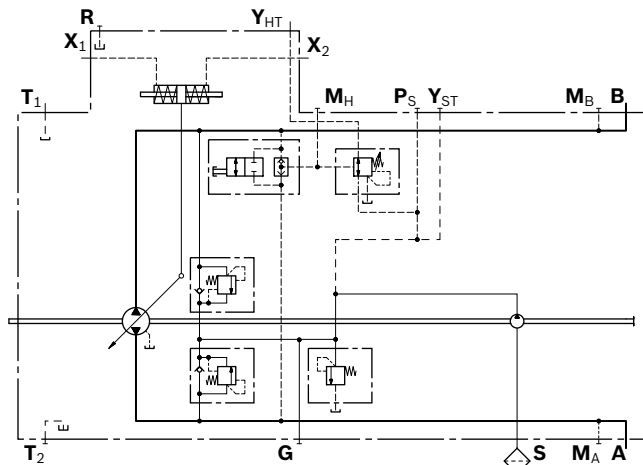 R Y_HT
X_1 X_2
T_1 M_H P_S Y_ST M_B B
T_2 G S M_A A